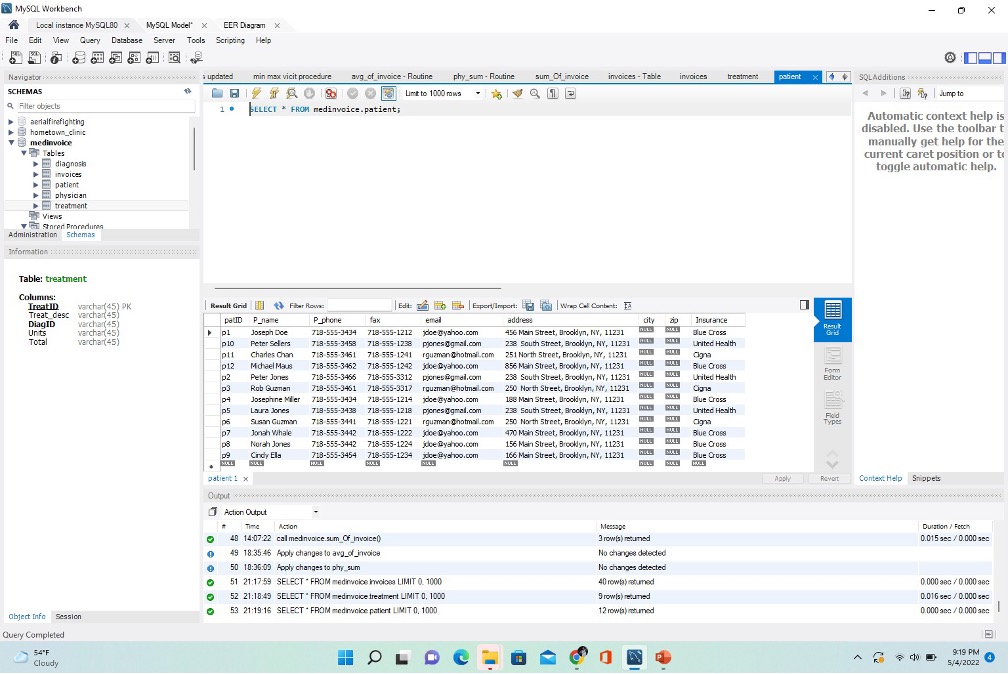 MySQL Workbench
Local instance MySQL80 × MySQL Model* × EER Diagram ×
File Edit View Query Database Server Tools Scripting Help
Navigator
SCHEMAS
Filter objects
aerialfirefighting
hometown_clinic
medinvoice
Tables
diagnosis
invoices
patient
physician
treatment
Views
Stored Procedures
Administration Schemas
Information
Table: treatment
Columns:
TreatID varchar(45) PK
Treat_desc varchar(45)
DiagID varchar(45)
Units varchar(45)
Total varchar(45)
Object Info Session
Query Completed
s updated min max vicit procedure avg_of_invoice - Routine phy_sum - Routine sum_Of_invoice invoices - Table invoices treatment patient ×
Limit to 1000 rows
1 SELECT * FROM medinvoice.patient;
Result Grid Filter Rows: Edit: Export/Import: Wrap Cell Content:
patID P_name P_phone fax email address city zip Insurance
p1 Joseph Doe 718-555-3434 718-555-1212 jdoe@yahoo.com 456 Main Street, Brooklyn, NY, 11231 NULL NULL Blue Cross
p10 Peter Sellers 718-555-3458 718-555-1238 pjones@gmail.com 238 South Street, Brooklyn, NY, 11231 NULL NULL United Health
p11 Charles Chan 718-555-3461 718-555-1241 rguzman@hotmail.com 251 North Street, Brooklyn, NY, 11231 NULL NULL Cigna
p12 Michael Maus 718-555-3462 718-555-1242 jdoe@yahoo.com 856 Main Street, Brooklyn, NY, 11231 NULL NULL Blue Cross
p2 Peter Jones 718-555-3466 718-555-3312 pjones@gmail.com 238 South Street, Brooklyn, NY, 11231 NULL NULL United Health
p3 Rob Guzman 718-555-3461 718-555-3317 rguzman@hotmail.com 250 North Street, Brooklyn, NY, 11231 NULL NULL Cigna
p4 Josephine Miller 718-555-3434 718-555-1214 jdoe@yahoo.com 188 Main Street, Brooklyn, NY, 11231 NULL NULL Blue Cross
p5 Laura Jones 718-555-3438 718-555-1218 pjones@gmail.com 238 South Street, Brooklyn, NY, 11231 NULL NULL United Health
p6 Susan Guzman 718-555-3441 718-555-1221 rguzman@hotmail.com 250 North Street, Brooklyn, NY, 11231 NULL NULL Cigna
p7 Jonah Whale 718-555-3442 718-555-1222 jdoe@yahoo.com 470 Main Street, Brooklyn, NY, 11231 NULL NULL Blue Cross
p8 Norah Jones 718-555-3442 718-555-1224 jdoe@yahoo.com 156 Main Street, Brooklyn, NY, 11231 NULL NULL Blue Cross
p9 Cindy Ella 718-555-3454 718-555-1234 jdoe@yahoo.com 166 Main Street, Brooklyn, NY, 11231 NULL NULL Blue Cross
NULL NULL NULL NULL NULL NULL NULL NULL NULL
Result Grid
Form Editor
Field Types
patient 1 × Apply Revert
SQLAdditions
Jump to
Automatic context help is
disabled. Use the toolbar t
manually get help for the
current caret position or to
toggle automatic help.
Context Help Snippets
Output
Action Output
# Time Action Message Duration / Fetch
48 14:07:22 call medinvoice.sum_Of_invoice() 3 row(s) returned 0.015 sec / 0.000 sec
49 18:35:46 Apply changes to avg_of_invoice No changes detected
50 18:36:09 Apply changes to phy_sum No changes detected
51 21:17:59 SELECT * FROM medinvoice.invoices LIMIT 0, 1000 40 row(s) returned 0.000 sec / 0.000 sec
52 21:18:49 SELECT * FROM medinvoice.treatment LIMIT 0, 1000 9 row(s) returned 0.016 sec / 0.000 sec
53 21:19:16 SELECT * FROM medinvoice.patient LIMIT 0, 1000 12 row(s) returned 0.000 sec / 0.000 sec
54°F
Cloudy
9:19 PM
5/4/2022
4